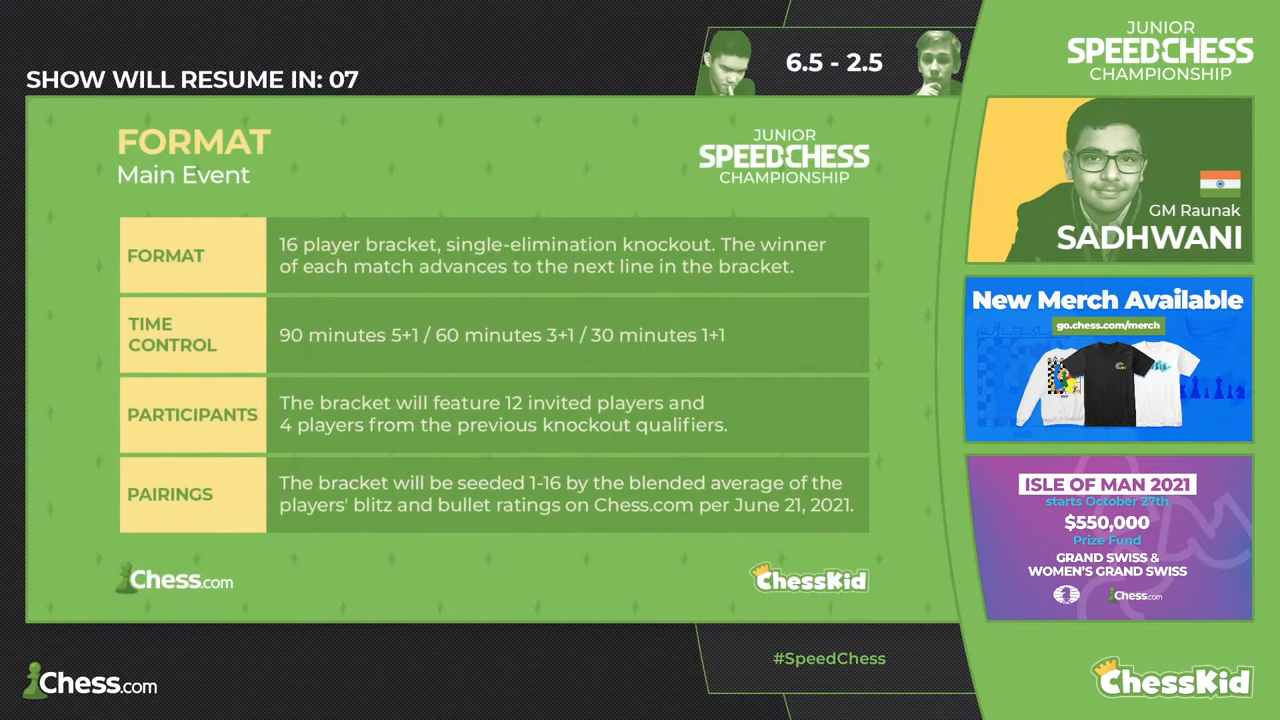 SHOW WILL RESUME IN: 07
6.5 - 2.5
JUNIOR
SPEEDCHESS
CHAMPIONSHIP
FORMAT
Main Event
JUNIOR
SPEEDCHESS
CHAMPIONSHIP
FORMAT
16 player bracket, single-elimination knockout. The winner
of each match advances to the next line in the bracket.
TIME
CONTROL
90 minutes 5+1 / 60 minutes 3+1 / 30 minutes 1+1
PARTICIPANTS
The bracket will feature 12 invited players and
4 players from the previous knockout qualifiers.
PAIRINGS
The bracket will be seeded 1-16 by the blended average of the
players' blitz and bullet ratings on Chess.com per June 21, 2021.
Chess.com
ChessKid
GM Raunak
SADHWANI
New Merch Available
go.chess.com/merch
ISLE OF MAN 2021
starts October 27th
$550,000
Prize Fund
GRAND SWISS &
WOMEN'S GRAND SWISS
Chess.com
#SpeedChess
Chess.com
ChessKid